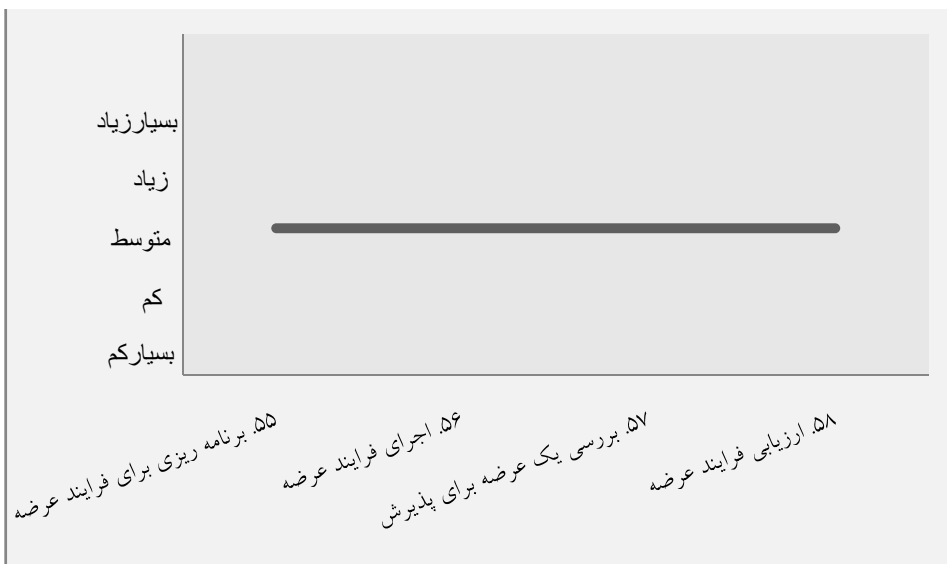 بسیارزیاد
زیاد
متوسط
کم
بسیارکم
۵۵. برنامه ریزی برای فرایند عرضه
۵۶. اجرای فرایند عرضه
۵۷. بررسی یک عرضه برای پذیرش
۵۸. ارزیابی فرایند عرضه